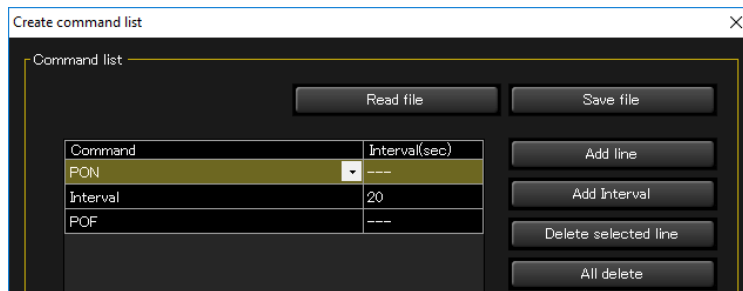 Create command list
Command list
Read file Save file
Command Interval(sec)
PON ---
Interval 20
POF ---
Add line
Add Interval
Delete selected line
All delete